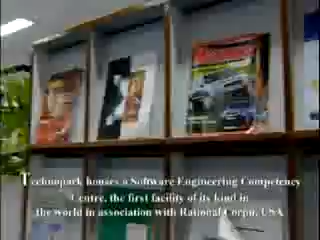 Technopark houses a Software Engineering Competency
Centre, the first facility of its kind in
the world in association with Rational Corpn, USA